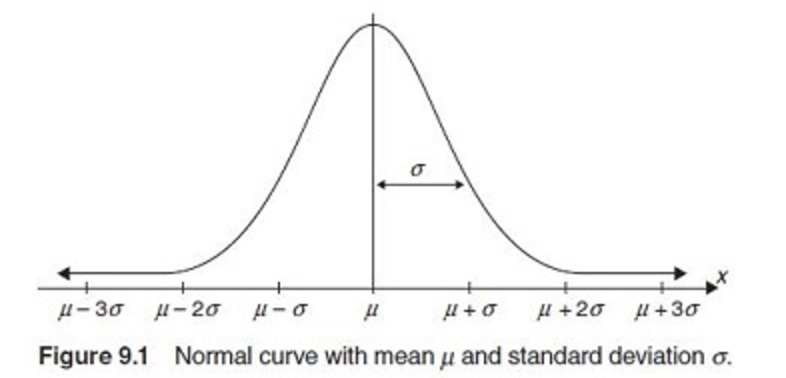 σ
x
μ − 3σ μ − 2σ μ − σ μ μ + σ μ + 2σ μ + 3σ
Figure 9.1 Normal curve with mean μ and standard deviation σ.